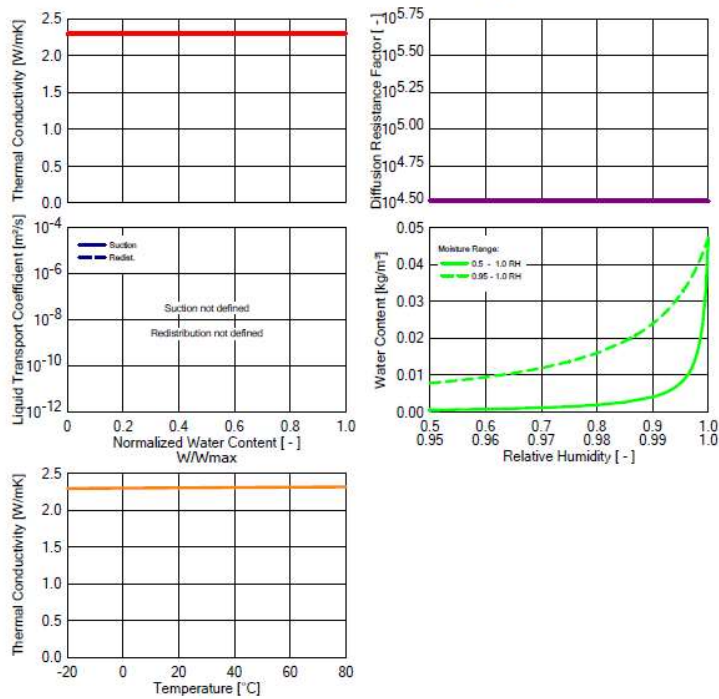 Thermal Conductivity [W/mK]
2.5
2.0
1.5
1.0
0.5
0.0
Diffusion Resistance Factor [ - ]
10^5.75
10^5.50
10^5.25
10^5.00
10^4.75
10^4.50
Liquid Transport Coefficient [m²/s]
10^-4
10^-6
10^-8
10^-10
10^-12
Suction
Redist.
Suction not defined
Redistribution not defined
0 0.2 0.4 0.6 0.8 1.0
Normalized Water Content [ - ]
W/Wmax
Water Content [kg/m³]
0.05
0.04
0.03
0.02
0.01
0.00
Moisture Range:
0.5 - 1.0 RH
0.95 - 1.0 RH
0.5 0.6 0.7 0.8 0.9 1.0
0.95 0.96 0.97 0.98 0.99 1.0
Relative Humidity [ - ]
Thermal Conductivity [W/mK]
2.5
2.0
1.5
1.0
0.5
0.0
-20 0 20 40 60 80
Temperature [°C]